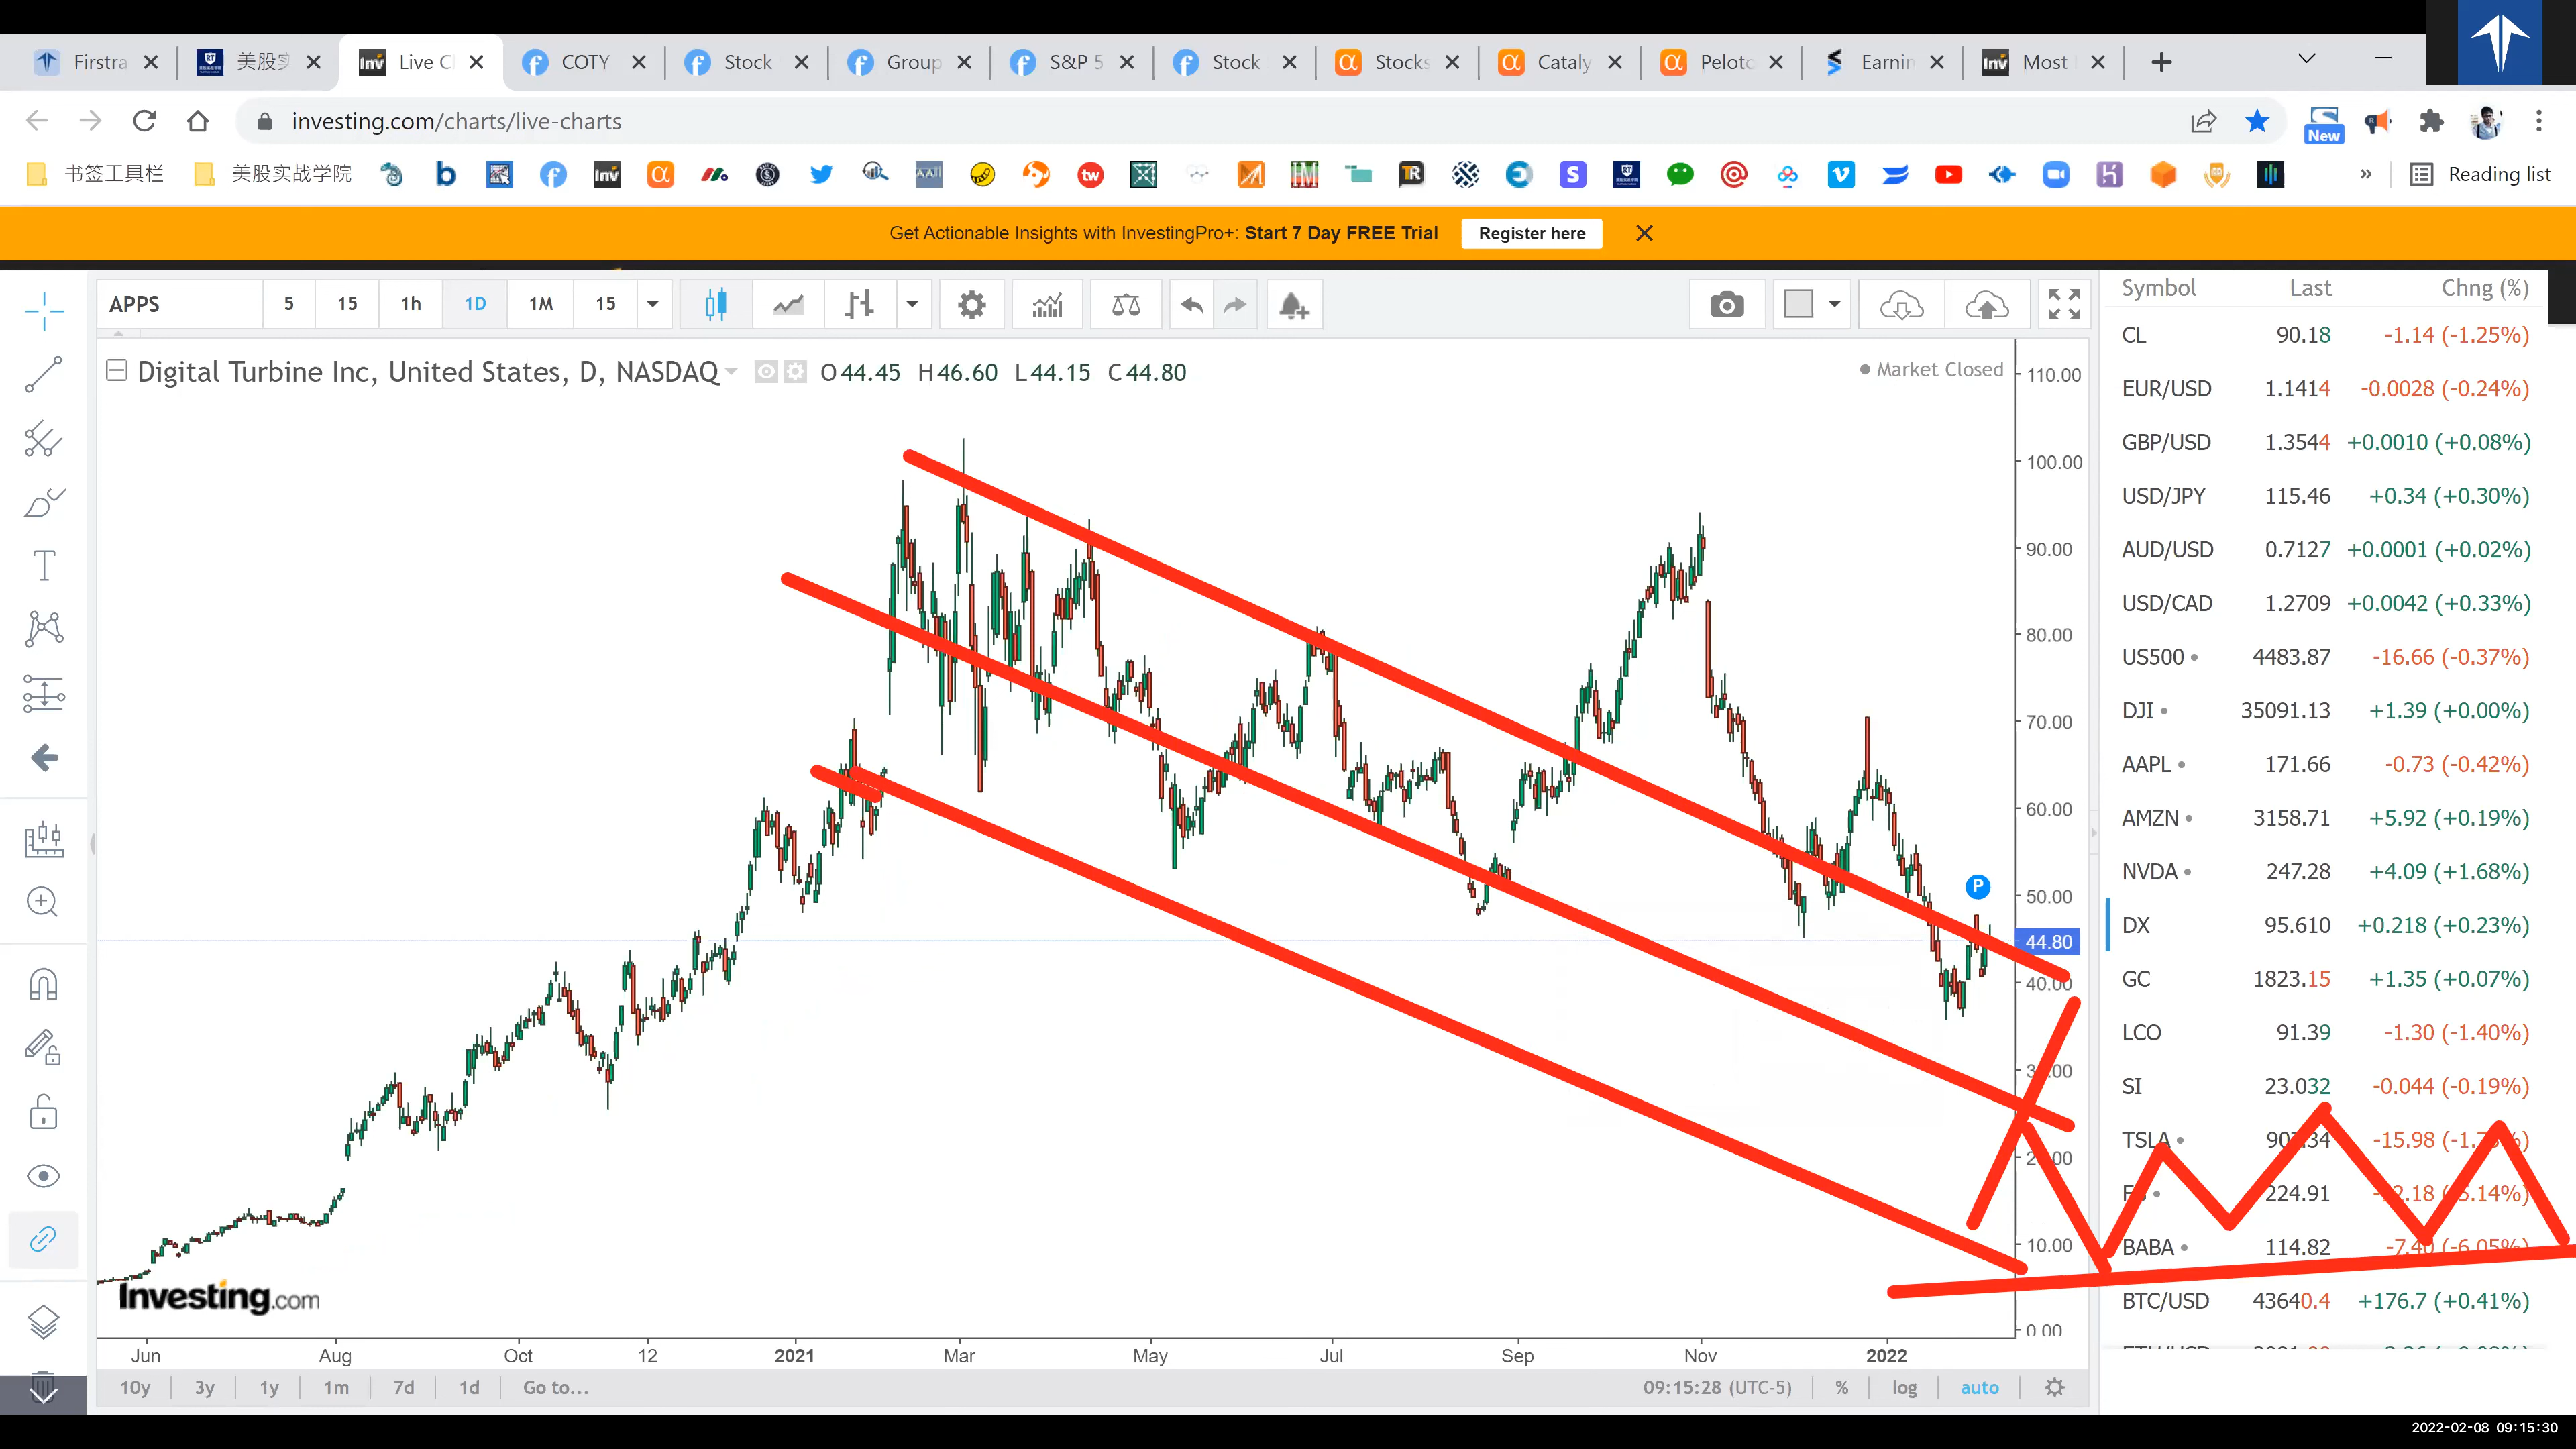 Firstra 美股实 Live C COTY Stock Group S&P 5 Stock Stocks Cataly Peloto Earnin Most
investing.com/charts/live-charts
New
书签工具栏 美股实战学院 Reading list
Get Actionable Insights with InvestingPro+: Start 7 Day FREE Trial Register here
APPS 5 15 1h 1D 1M 15
Digital Turbine Inc, United States, D, NASDAQ O44.45 H46.60 L44.15 C44.80
Market Closed
110.00
100.00
90.00
80.00
70.00
60.00
50.00
44.80
40.00
20.00
10.00
0.00
P
Investing.com
Jun Aug Oct 12 2021 Mar May Jul Sep Nov 2022
10y 3y 1y 1m 7d 1d Go to... 09:15:28 (UTC-5) % log auto
Symbol Last Chng (%)
CL 90.18 -1.14 (-1.25%)
EUR/USD 1.1414 -0.0028 (-0.24%)
GBP/USD 1.3544 +0.0010 (+0.08%)
USD/JPY 115.46 +0.34 (+0.30%)
AUD/USD 0.7127 +0.0001 (+0.02%)
USD/CAD 1.2709 +0.0042 (+0.33%)
US500 4483.87 -16.66 (-0.37%)
DJI 35091.13 +1.39 (+0.00%)
AAPL 171.66 -0.73 (-0.42%)
AMZN 3158.71 +5.92 (+0.19%)
NVDA 247.28 +4.09 (+1.68%)
DX 95.610 +0.218 (+0.23%)
GC 1823.15 +1.35 (+0.07%)
LCO 91.39 -1.30 (-1.40%)
SI 23.032 -0.044 (-0.19%)
TSLA -15.98
224.91
BABA 114.82 -7.40 (-6.05%)
BTC/USD 43640.4 +176.7 (+0.41%)
2022-02-08 09:15:30